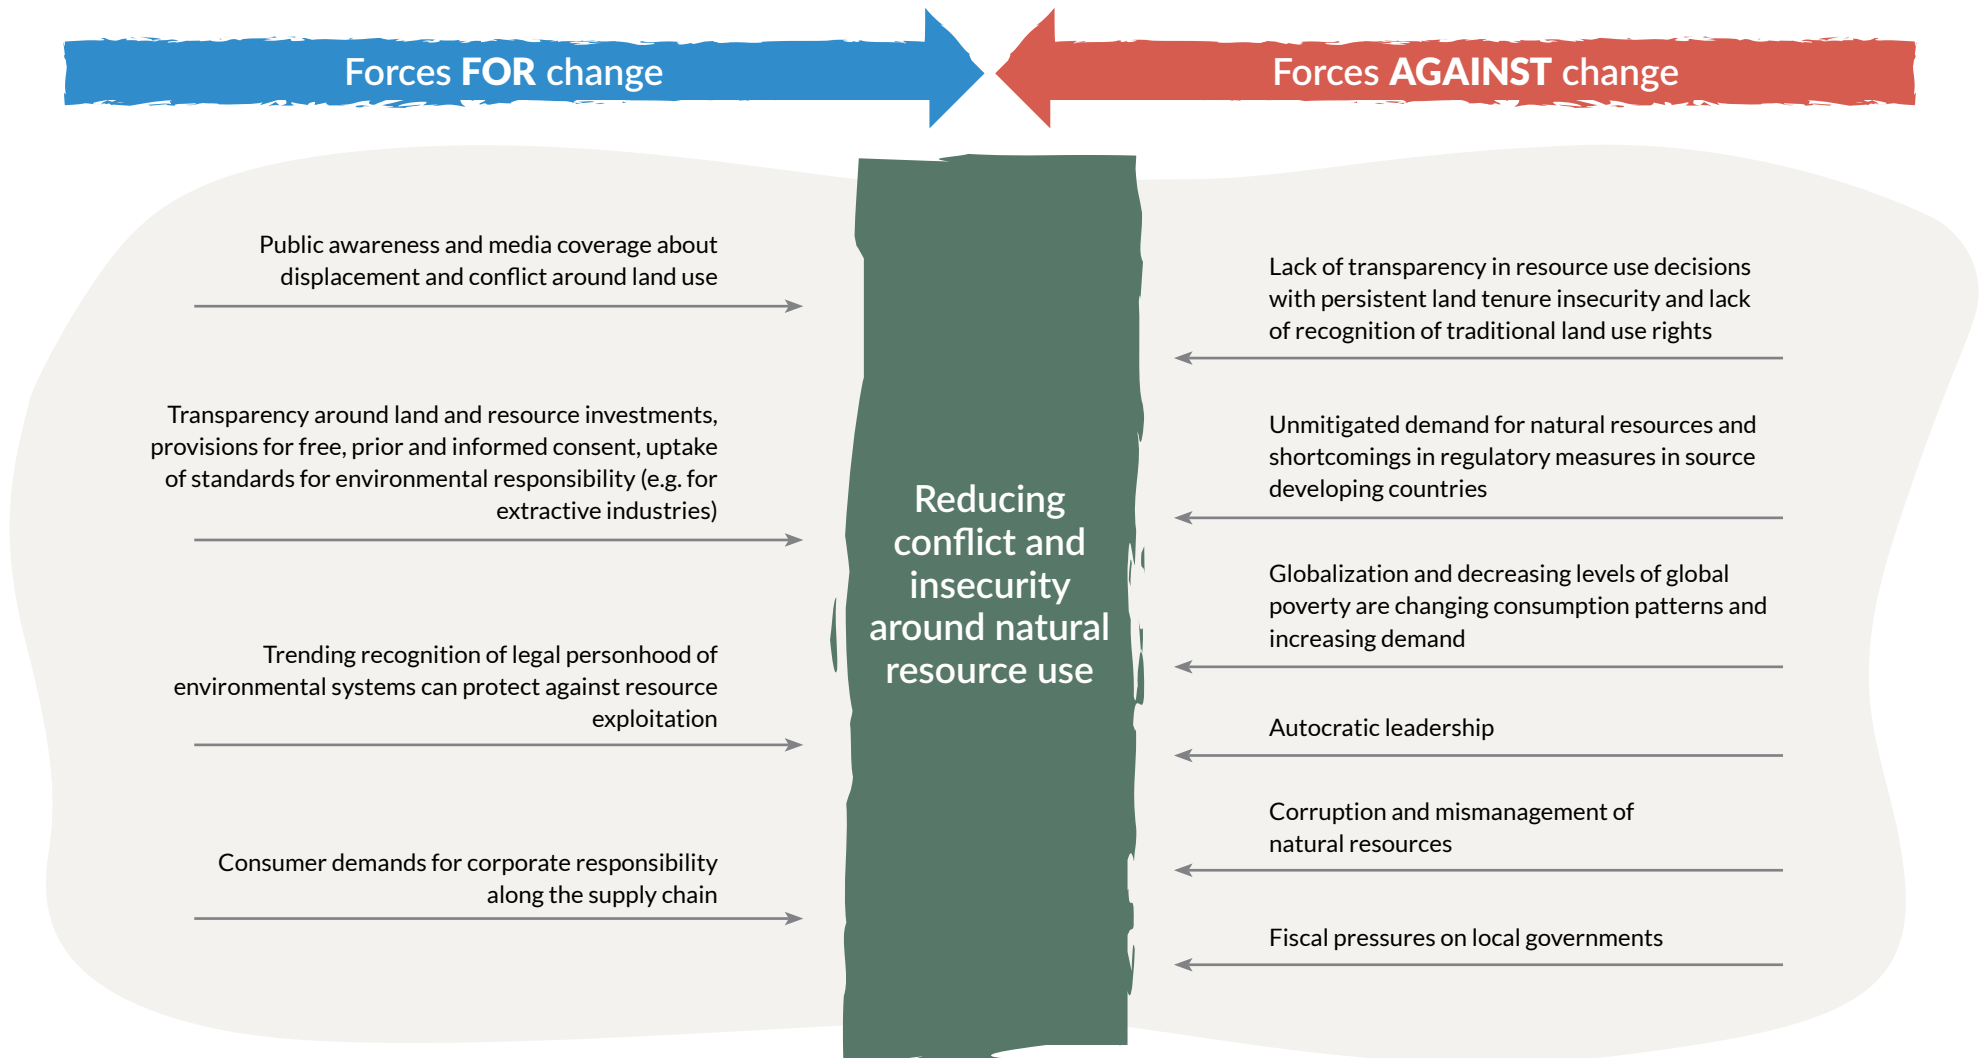 Forces FOR change
Forces AGAINST change
Public awareness and media coverage about
displacement and conflict around land use
Transparency around land and resource investments,
provisions for free, prior and informed consent, uptake
of standards for environmental responsibility (e.g. for
extractive industries)
Trending recognition of legal personhood of
environmental systems can protect against resource
exploitation
Consumer demands for corporate responsibility
along the supply chain
Reducing
conflict and
insecurity
around natural
resource use
Lack of transparency in resource use decisions
with persistent land tenure insecurity and lack
of recognition of traditional land use rights
Unmitigated demand for natural resources and
shortcomings in regulatory measures in source
developing countries
Globalization and decreasing levels of global
poverty are changing consumption patterns and
increasing demand
Autocratic leadership
Corruption and mismanagement of
natural resources
Fiscal pressures on local governments